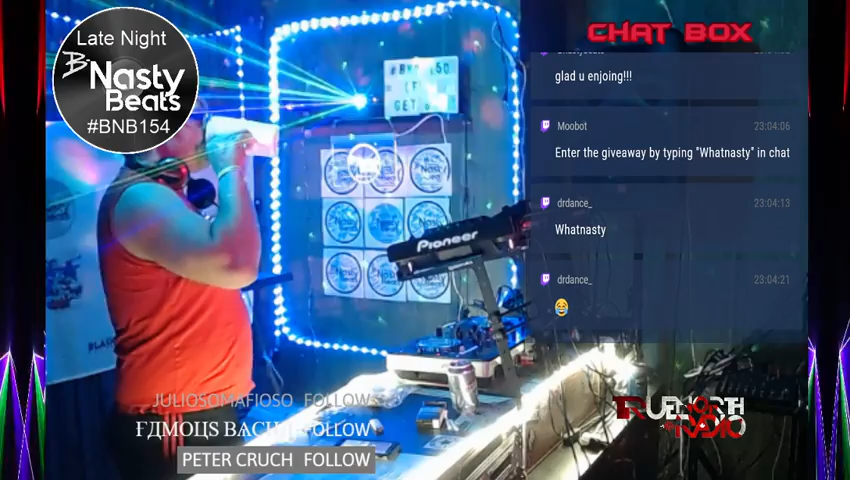 Late Night
B-Nasty
Beats
#BNB154
CHAT BOX
glad u enjoing!!!
Moobot 23:04:06
Enter the giveaway by typing "Whatnasty" in chat
drdance_ 23:04:13
Whatnasty
drdance_ 23:04:21
😂
GET
Pioneer
JULIOSOMAFIOSO FOLLOW
FOLLOW
PETER CRUCH FOLLOW
TRUENORTH
RADIO